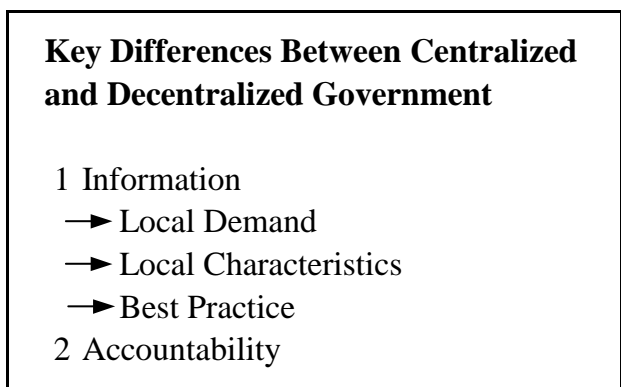 Key Differences Between Centralized
and Decentralized Government
1 Information
→ Local Demand
→ Local Characteristics
→ Best Practice
2 Accountability